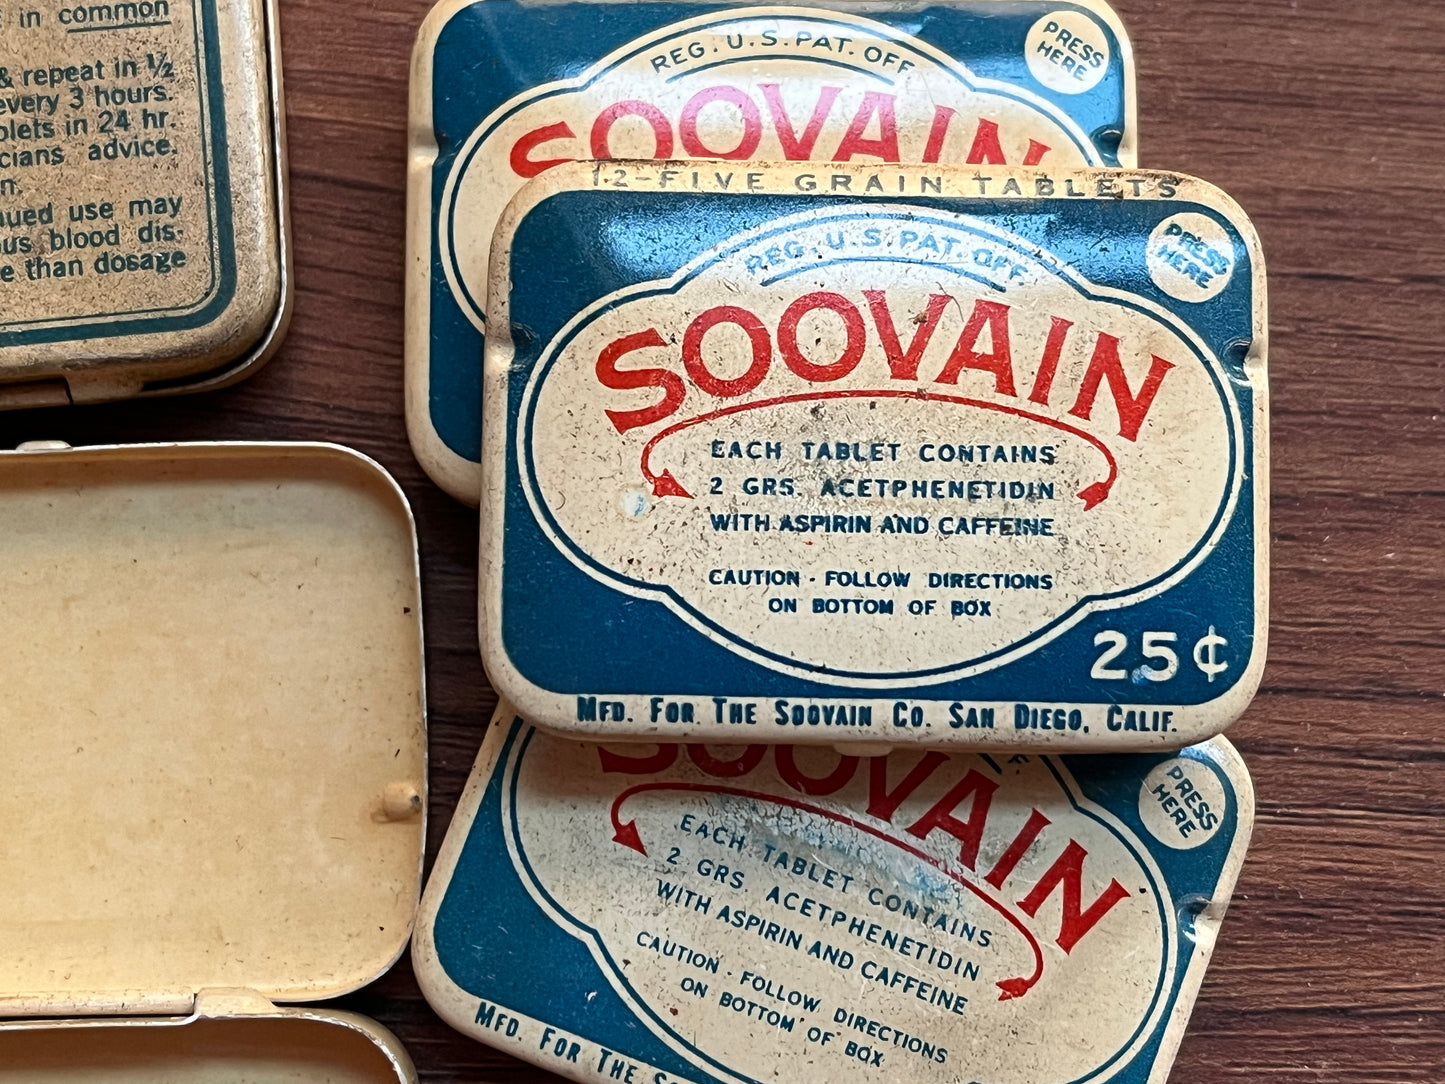 in common
& repeat in ½
every 3 hours.
in 24 hr.
advice.
use may
blood dis-
than dosage
REG. U.S. PAT. OFF
PRESS
HERE
SOOVAIN
12-FIVE GRAIN TABLETS
REG. U.S. PAT. OFF.
PRESS
HERE
SOOVAIN
EACH TABLET CONTAINS
2 GRS. ACETPHENETIDIN
WITH ASPIRIN AND CAFFEINE
CAUTION - FOLLOW DIRECTIONS
ON BOTTOM OF BOX
25¢
MFD. FOR THE SOOVAIN CO. SAN DIEGO, CALIF.
PRESS
HERE
SOOVAIN
EACH TABLET CONTAINS
2 GRS. ACETPHENETIDIN
WITH ASPIRIN AND CAFFEINE
CAUTION - FOLLOW DIRECTIONS
ON BOTTOM OF BOX
MFD. FOR THE